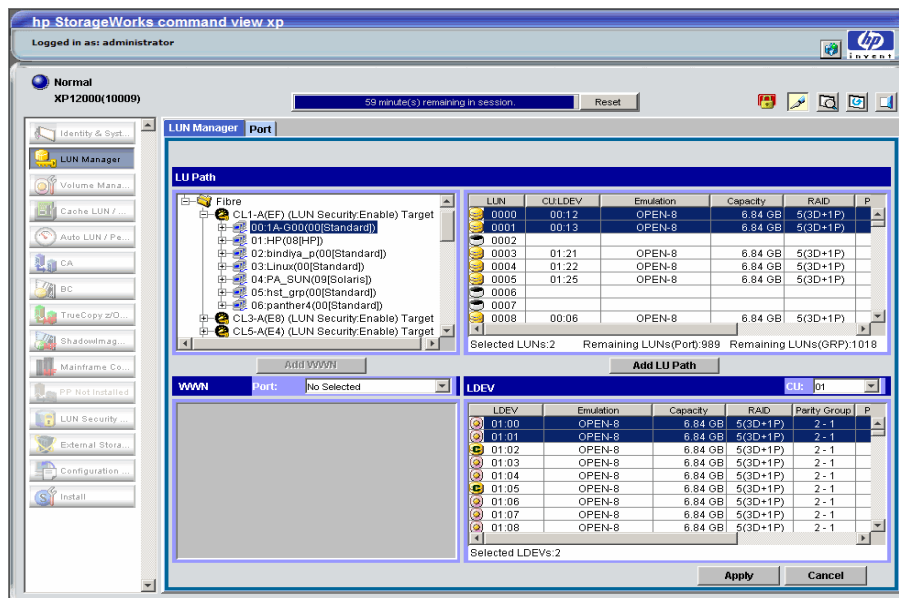 hp StorageWorks command view xp
Logged in as: administrator
hp
invent
Normal
XP12000(10009)
59 minute(s) remaining in session.
Reset
Identity & Syst...
LUN Manager
Volume Mana...
Cache LUN / ...
Auto LUN / Pe...
CA
BC
TrueCopy z/O...
ShadowImag...
Mainframe Co...
PP Not Installed
LUN Security ...
External Stora...
Configuration ...
Install
LUN Manager Port
LU Path
Fibre
CL1-A(EF) (LUN Security:Enable) Target
00:1A-G00(00[Standard])
01:HP(08[HP])
02:bindiya_p(00[Standard])
03:Linux(00[Standard])
04:PA_SUN(09[Solaris])
05:hst_grp(00[Standard])
06:panther4(00[Standard])
CL3-A(E8) (LUN Security:Enable) Target
CL5-A(E4) (LUN Security:Enable) Target
LUN CU:LDEV Emulation Capacity RAID P
0000 00:12 OPEN-8 6.84 GB 5(3D+1P)
0001 00:13 OPEN-8 6.84 GB 5(3D+1P)
0002
0003 01:21 OPEN-8 6.84 GB 5(3D+1P)
0004 01:22 OPEN-8 6.84 GB 5(3D+1P)
0005 01:25 OPEN-8 6.84 GB 5(3D+1P)
0006
0007
0008 00:06 OPEN-8 6.84 GB 5(3D+1P)
Selected LUNs:2 Remaining LUNs(Port):989 Remaining LUNs(GRP):1018
Add WWN
Add LU Path
WWN Port: No Selected
LDEV CU: 01
LDEV Emulation Capacity RAID Parity Group P
01:00 OPEN-8 6.84 GB 5(3D+1P) 2 - 1
01:01 OPEN-8 6.84 GB 5(3D+1P) 2 - 1
C 01:02 OPEN-8 6.84 GB 5(3D+1P) 2 - 1
01:03 OPEN-8 6.84 GB 5(3D+1P) 2 - 1
01:04 OPEN-8 6.84 GB 5(3D+1P) 2 - 1
C 01:05 OPEN-8 6.84 GB 5(3D+1P) 2 - 1
01:06 OPEN-8 6.84 GB 5(3D+1P) 2 - 1
01:07 OPEN-8 6.84 GB 5(3D+1P) 2 - 1
01:08 OPEN-8 6.84 GB 5(3D+1P) 2 - 1
Selected LDEVs:2
Apply
Cancel